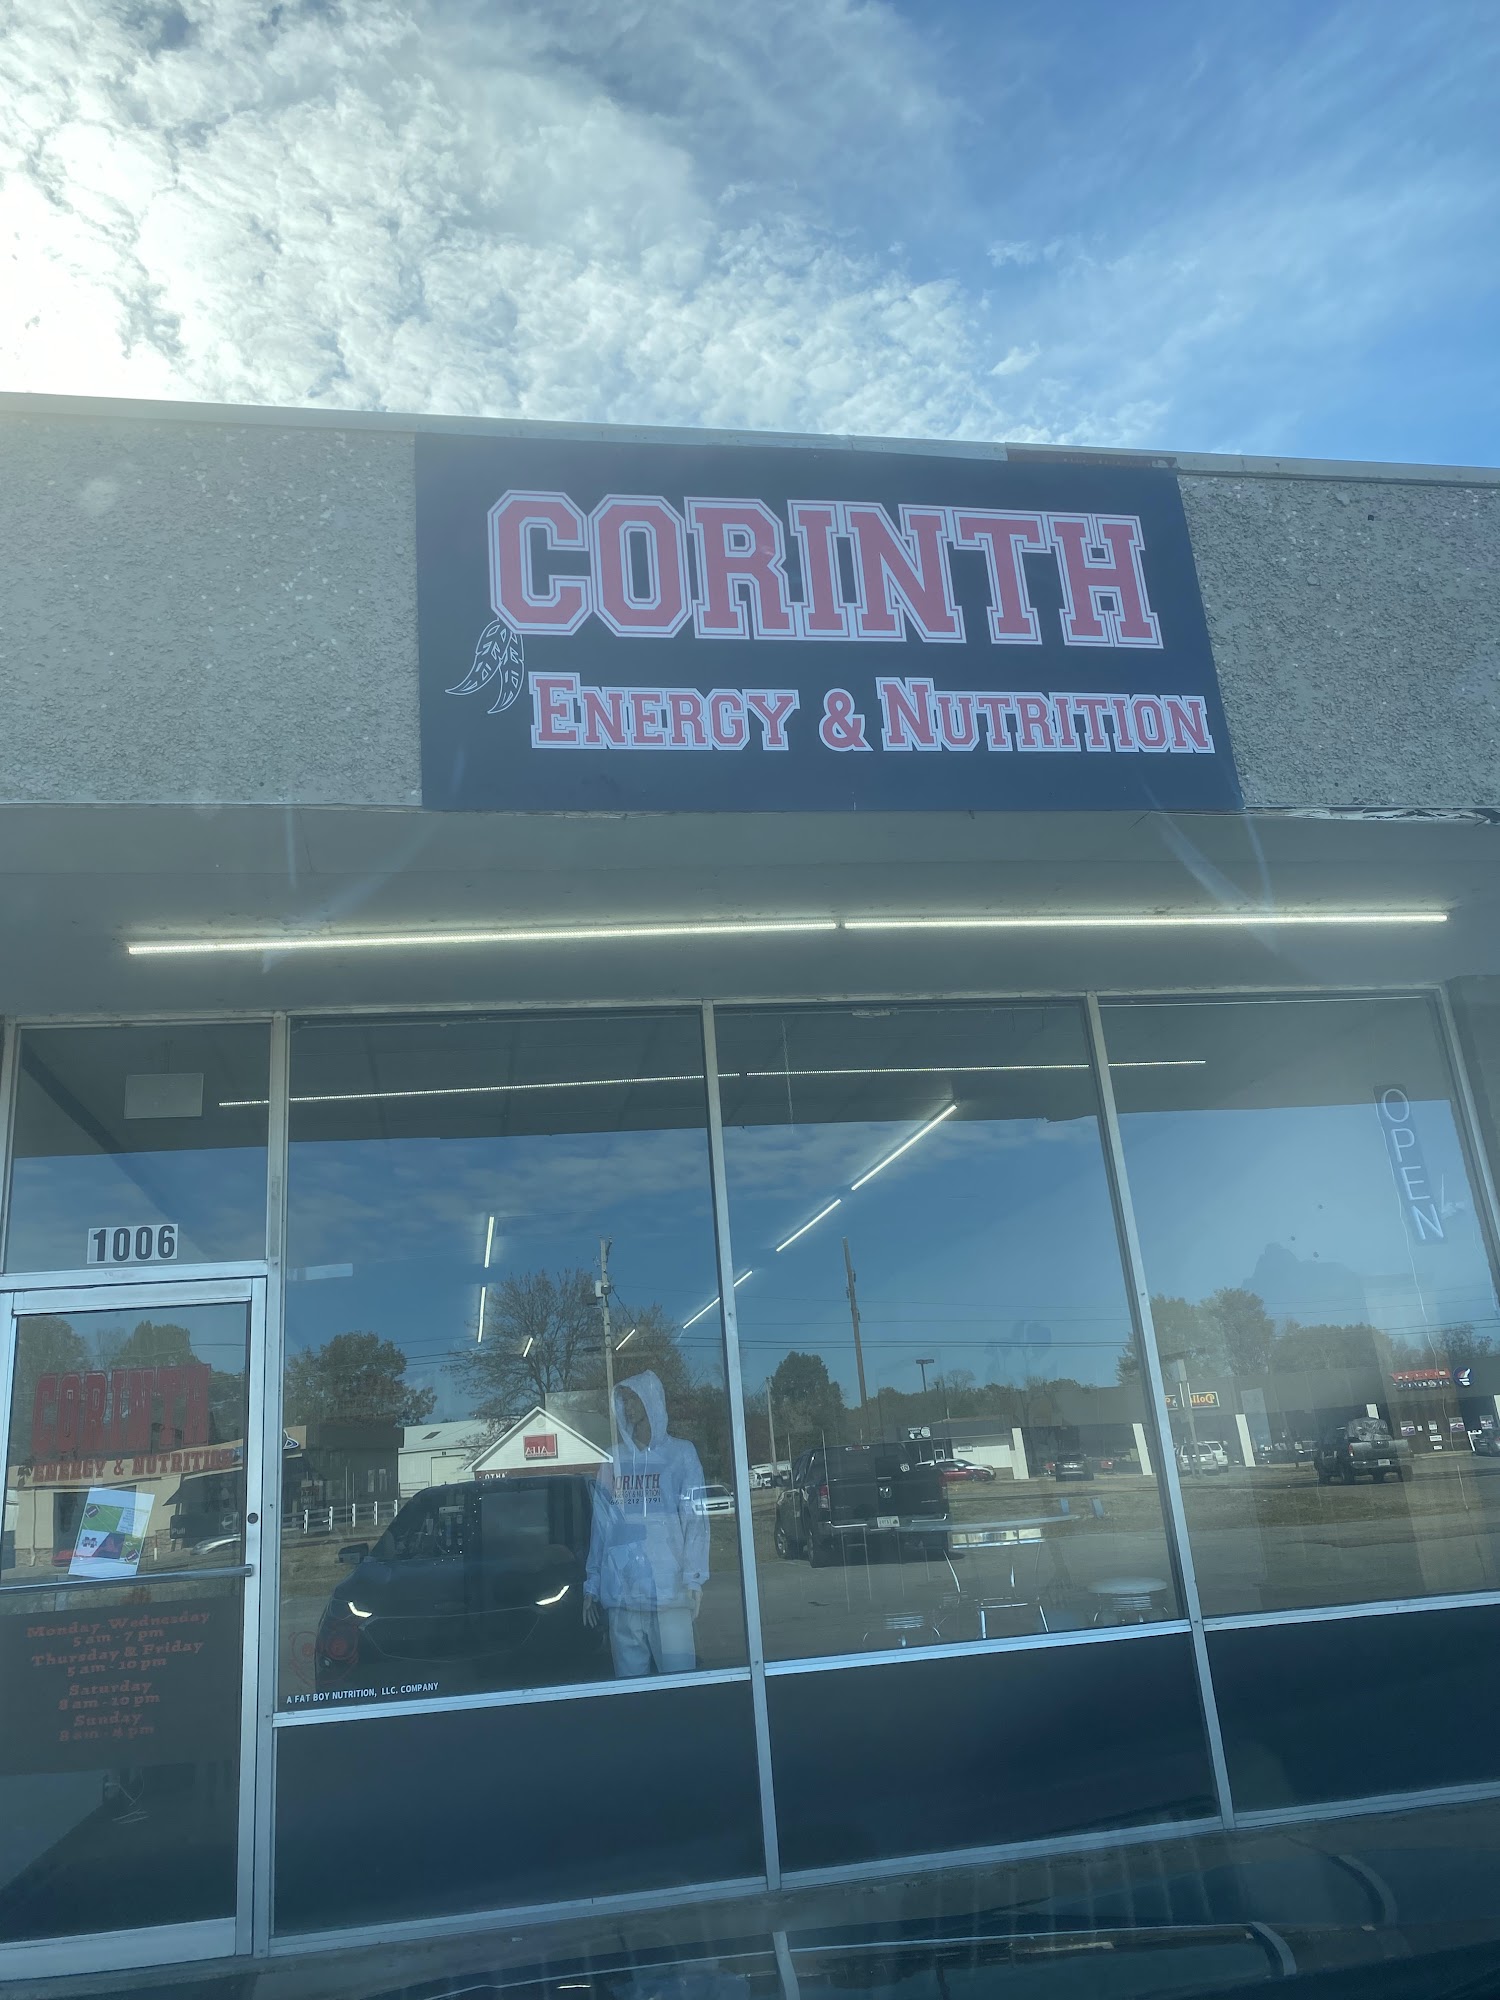 CORINTH
ENERGY & NUTRITION
OPEN
1006
CORINTH
ENERGY & NUTRITION
CORINTH
Monday-Wednesday
5 am - 7 pm
Thursday & Friday
5 am - 10 pm
Saturday
8 am - 10 pm
Sunday
8 am - 4 pm
A FAT BOY NUTRITION, LLC. COMPANY